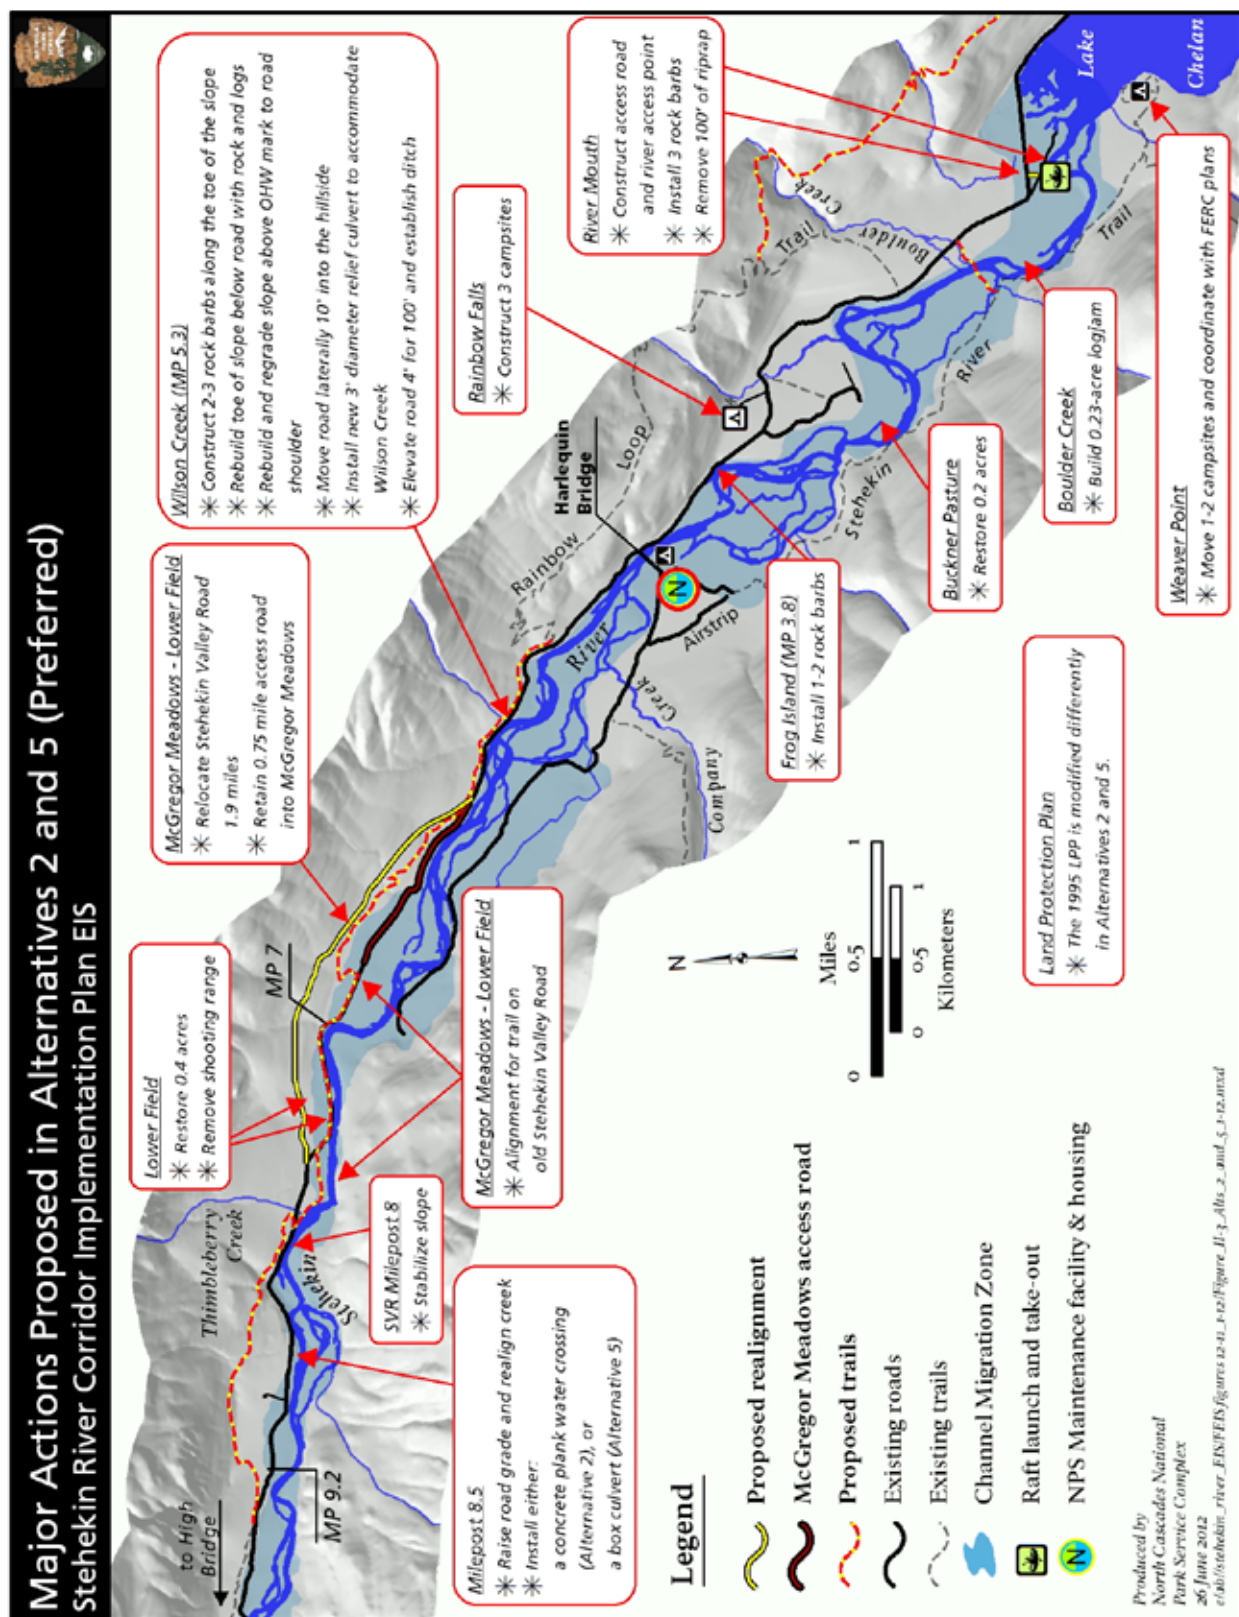 Major Actions Proposed in Alternatives 2 and 5 (Preferred)
Stehekin River Corridor Implementation Plan EIS
to High
Bridge
MP 9.2
Thimbleberry
Creek
Stehekin
Lower Field
✳ Restore 0.4 acres
✳ Remove shooting range
MP 7
McGregor Meadows - Lower Field
✳ Relocate Stehekin Valley Road
1.9 miles
✳ Retain 0.75 mile access road
into McGregor Meadows
Wilson Creek (MP 5.3)
✳ Construct 2-3 rock barbs along the toe of the slope
✳ Rebuild toe of slope below road with rock and logs
✳ Rebuild and regrade slope above OHW mark to road
shoulder
✳ Move road laterally 10' into the hillside
✳ Install new 3' diameter relief culvert to accommodate
Wilson Creek
✳ Elevate road 4' for 100' and establish ditch
Rainbow Falls
✳ Construct 3 campsites
River Mouth
✳ Construct access road
and river access point
✳ Install 3 rock barbs
✳ Remove 100' of riprap
Harlequin
Bridge
Rainbow
Loop
Trail
Boulder
Creek
Lake
Chelan
River
Airstrip
Company
Creek
Stehekin
River
Trail
Milepost 8.5
✳ Raise road grade and realign creek
✳ Install either:
a concrete plank water crossing
(Alternative 2), or
a box culvert (Alternative 5)
SVR Milepost 8
✳ Stabilize slope
McGregor Meadows - Lower Field
✳ Alignment for trail on
old Stehekin Valley Road
Frog Island (MP 3.8)
✳ Install 1-2 rock barbs
Buckner Pasture
✳ Restore 0.2 acres
Boulder Creek
✳ Build 0.23-acre logjam
Weaver Point
✳ Move 1-2 campsites and coordinate with FERC plans
Land Protection Plan
✳ The 1995 LPP is modified differently
in Alternatives 2 and 5.
N
Miles
0 0.5 1
0 0.5 1
Kilometers
Legend
Proposed realignment
McGregor Meadows access road
Proposed trails
Existing roads
Existing trails
Channel Migration Zone
Raft launch and take-out
N NPS Maintenance facility & housing
N
Produced by
North Cascades National
Park Service Complex
26 June 2012